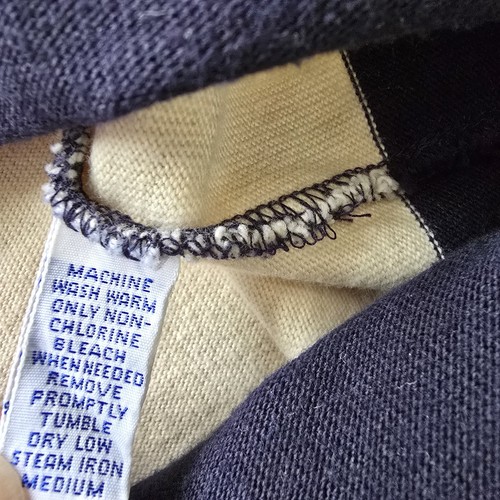 MACHINE
WASH WARM
ONLY NON-
CHLORINE
BLEACH
WHEN NEEDED
REMOVE
PROMPTLY
TUMBLE
DRY LOW
STEAM IRON
MEDIUM